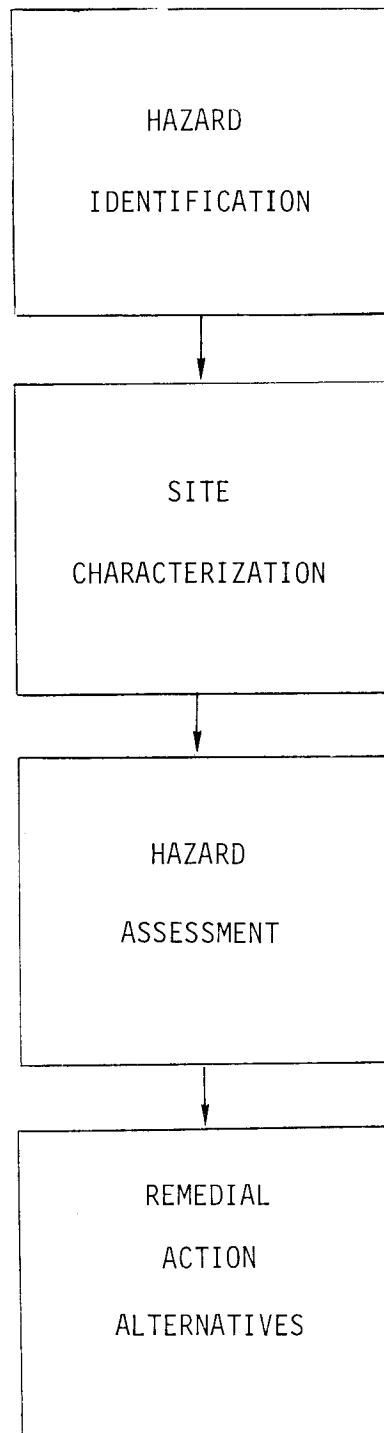 HAZARD
IDENTIFICATION
SITE
CHARACTERIZATION
HAZARD
ASSESSMENT
REMEDIAL
ACTION
ALTERNATIVES